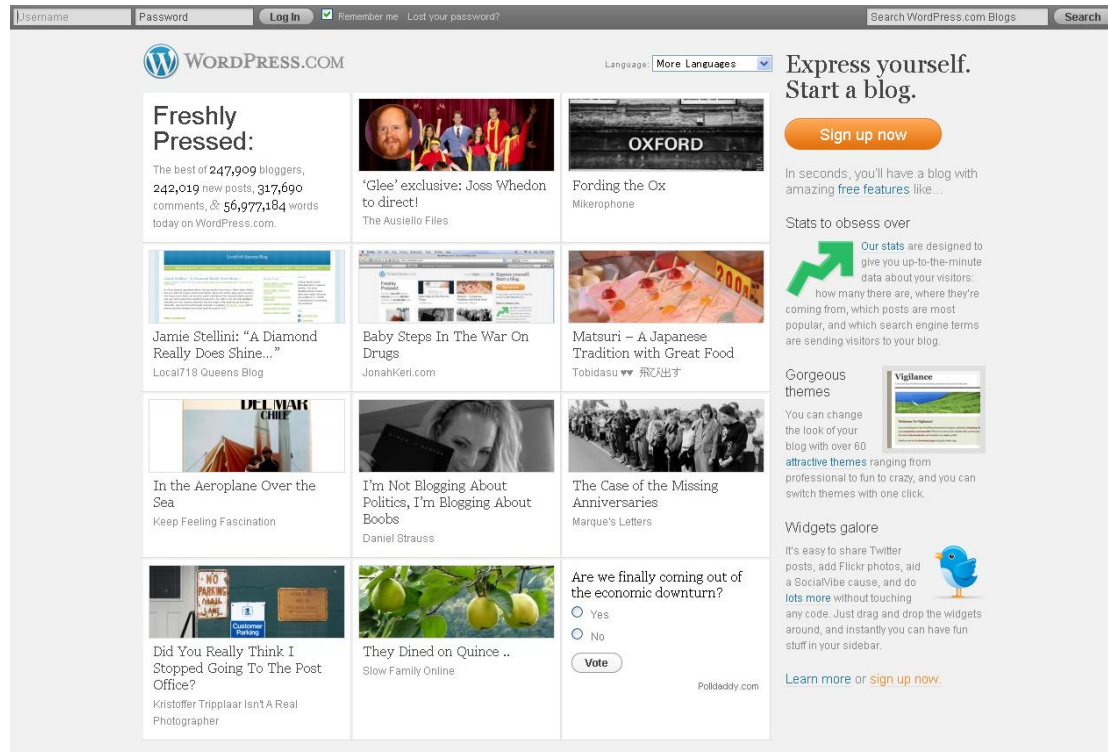 Username Password Log In Remember me Lost your password? Search WordPress.com Blogs Search
WORDPRESS.COM
Language: More Languages
Freshly
Pressed:
The best of 247,909 bloggers,
242,019 new posts, 317,690
comments, & 56,977,184 words
today on WordPress.com.
‘Glee’ exclusive: Joss Whedon
to direct!
The Ausiello Files
OXFORD
Fording the Ox
Mikerophone
Jamie Stellini: “A Diamond
Really Does Shine...”
Local718 Queens Blog
Baby Steps In The War On
Drugs
JonahKeri.com
200
Matsuri – A Japanese
Tradition with Great Food
Tobidasu ♥♥ 飛び出す
DEL MAR
CHILE
In the Aeroplane Over the
Sea
Keep Feeling Fascination
I’m Not Blogging About
Politics, I’m Blogging About
Boobs
Daniel Strauss
The Case of the Missing
Anniversaries
Marque's Letters
NO
PARKING
MAIL
LANE
Customer
Parking
Did You Really Think I
Stopped Going To The Post
Office?
Kristoffer Tripplaar Isn't A Real
Photographer
They Dined on Quince ..
Slow Family Online
Are we finally coming out of
the economic downturn?
Yes
No
Vote
Polldaddy.com
Express yourself.
Start a blog.
Sign up now
In seconds, you'll have a blog with
amazing free features like...
Stats to obsess over
Our stats are designed to
give you up-to-the-minute
data about your visitors:
how many there are, where they're
coming from, which posts are most
popular, and which search engine terms
are sending visitors to your blog.
Gorgeous
themes
Vigilance
Welcome To Vigilance!
You can change
the look of your
blog with over 60
attractive themes ranging from
professional to fun to crazy, and you can
switch themes with one click.
Widgets galore
It's easy to share Twitter
posts, add Flickr photos, aid
a SocialVibe cause, and do
lots more without touching
any code. Just drag and drop the widgets
around, and instantly you can have fun
stuff in your sidebar.
Learn more or sign up now.